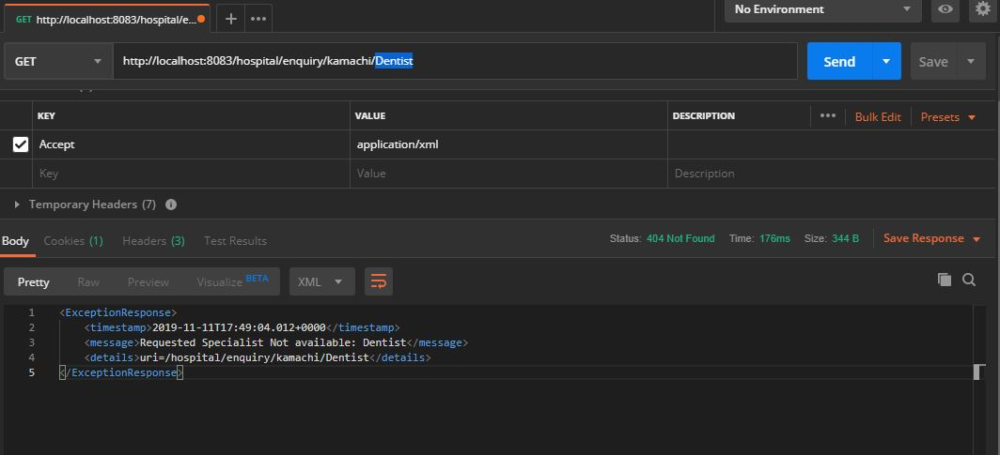 GET http://localhost:8083/hospital/e...
+ •••
No Environment
GET http://localhost:8083/hospital/enquiry/kamachi/Dentist Send Save
KEY VALUE DESCRIPTION ••• Bulk Edit Presets
Accept application/xml
Key Value Description
Temporary Headers (7) i
Body Cookies (1) Headers (3) Test Results Status: 404 Not Found Time: 176ms Size: 344 B Save Response
Pretty Raw Preview Visualize BETA XML
1 <ExceptionResponse>
2 <timestamp>2019-11-11T17:49:04.012+0000</timestamp>
3 <message>Requested Specialist Not available: Dentist</message>
4 <details>uri=/hospital/enquiry/kamachi/Dentist</details>
5 </ExceptionResponse>